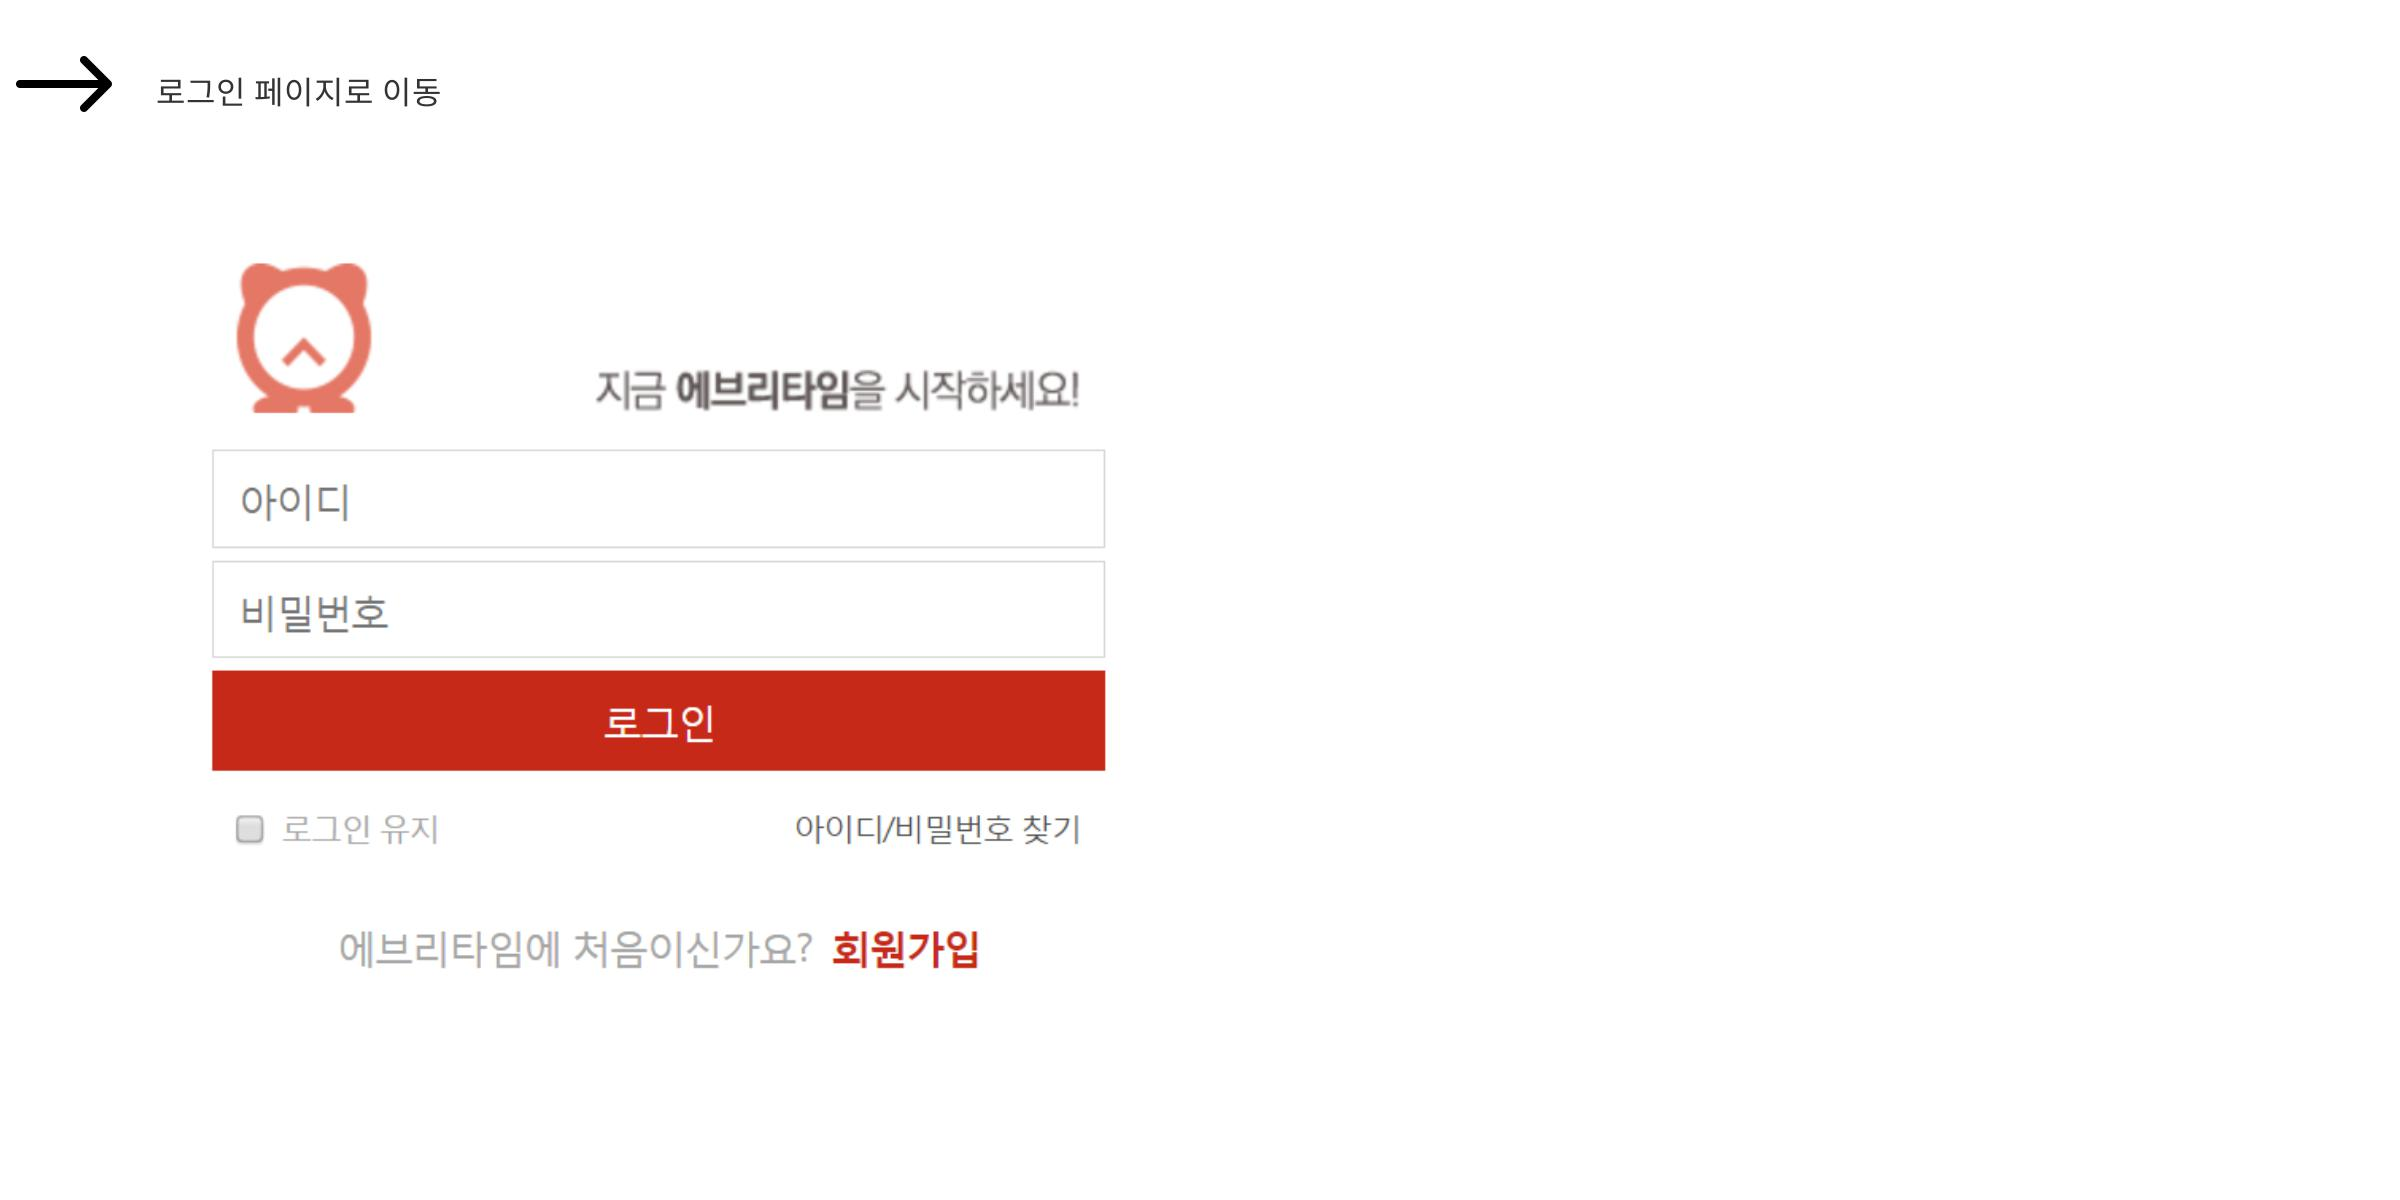 로그인 페이지로 이동
지금 에브리타임을 시작하세요!
아이디
비밀번호
로그인
로그인 유지 아이디/비밀번호 찾기
에브리타임에 처음이신가요? 회원가입